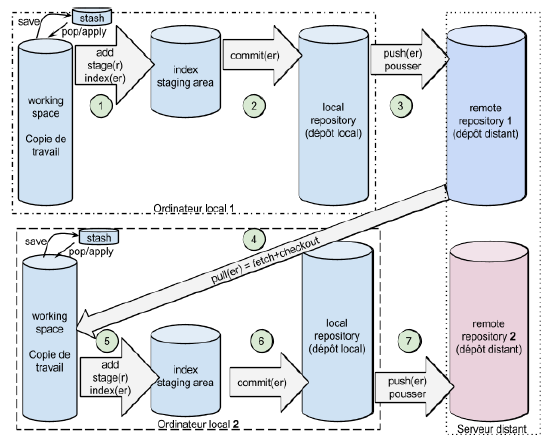 save
stash
pop/apply
working
space
Copie de
travail
add
stage(r)
index(er)
1
index
staging area
commit(er)
2
local
repository
(dépôt local)
push(er)
pousser
3
remote
repository 1
(dépôt distant)
Ordinateur local 1
4
pull(er) = fetch+checkout
save
stash
pop/apply
working
space
Copie de
travail
5
add
stage(r)
index(er)
index
staging area
6
commit(er)
local
repository
(dépôt local)
7
push(er)
pousser
remote
repository 2
(dépôt distant)
Ordinateur local 2
Serveur distant